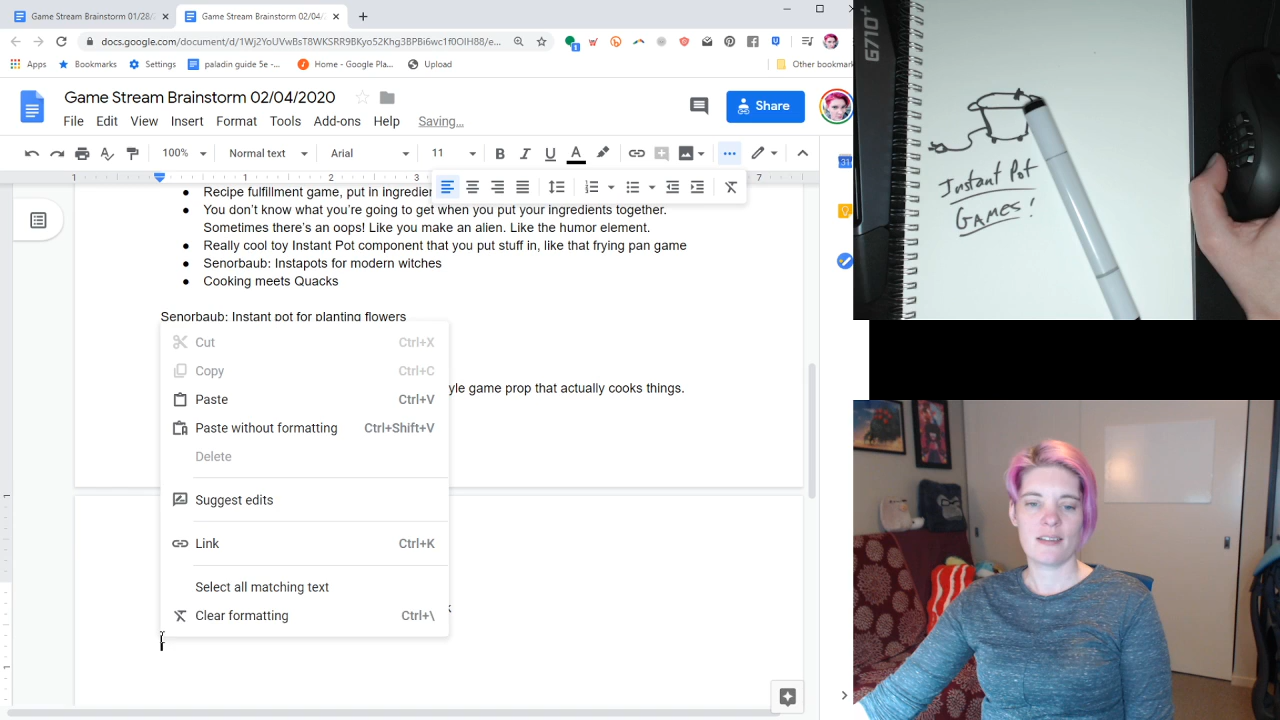 Game Stream Brainstorm 01/28/
Game Stream Brainstorm 02/04/
docs.google.com/document/d/1Wj2YoUVwBsT8WKSRR9BKyo52Khg3BPBi6wc1f0OIH88/e...
Apps
Bookmarks
Settings
paladin guide 5e -...
Home - Google Pla...
Upload
Other bookmark
Game Stream Brainstorm 02/04/2020
Share
File Edit View Insert Format Tools Add-ons Help Saving...
100% Normal text Arial 11
B I U A
1 1 2 3 7
● Recipe fulfillment game, put in ingredien
● You don't know what you're going to get when you put your ingredients together.
Sometimes there's an oops! Like you make an alien. Like the humor element.
● Really cool toy Instant Pot component that you put stuff in, like that frying pan game
● Senorbaub: Instapots for modern witches
● Cooking meets Quacks
Senorbaub: Instant pot for planting flowers
yle game prop that actually cooks things.
Cut Ctrl+X
Copy Ctrl+C
Paste Ctrl+V
Paste without formatting Ctrl+Shift+V
Delete
Suggest edits
Link Ctrl+K
Select all matching text
Clear formatting Ctrl+\
k
31
G710+
Instant Pot
Games!